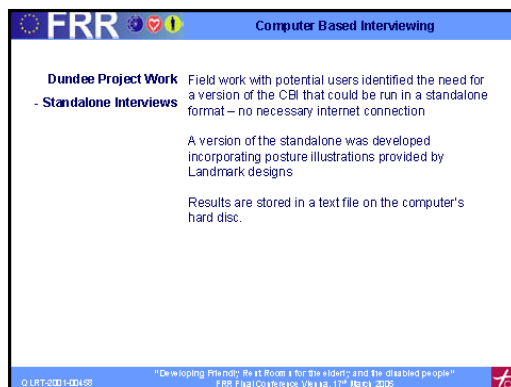 FRR
Computer Based Interviewing
Dundee Project Work
- Standalone Interviews
Field work with potential users identified the need for
a version of the CBI that could be run in a standalone
format – no necessary internet connection
A version of the standalone was developed
incorporating posture illustrations provided by
Landmark designs
Results are stored in a text file on the computer's
hard disc.
"Developing Friendly Rest Rooms for the elderly and the disabled people"
QLRT-2001-00458
FRR Final Conference Vienna, 17th March 2005